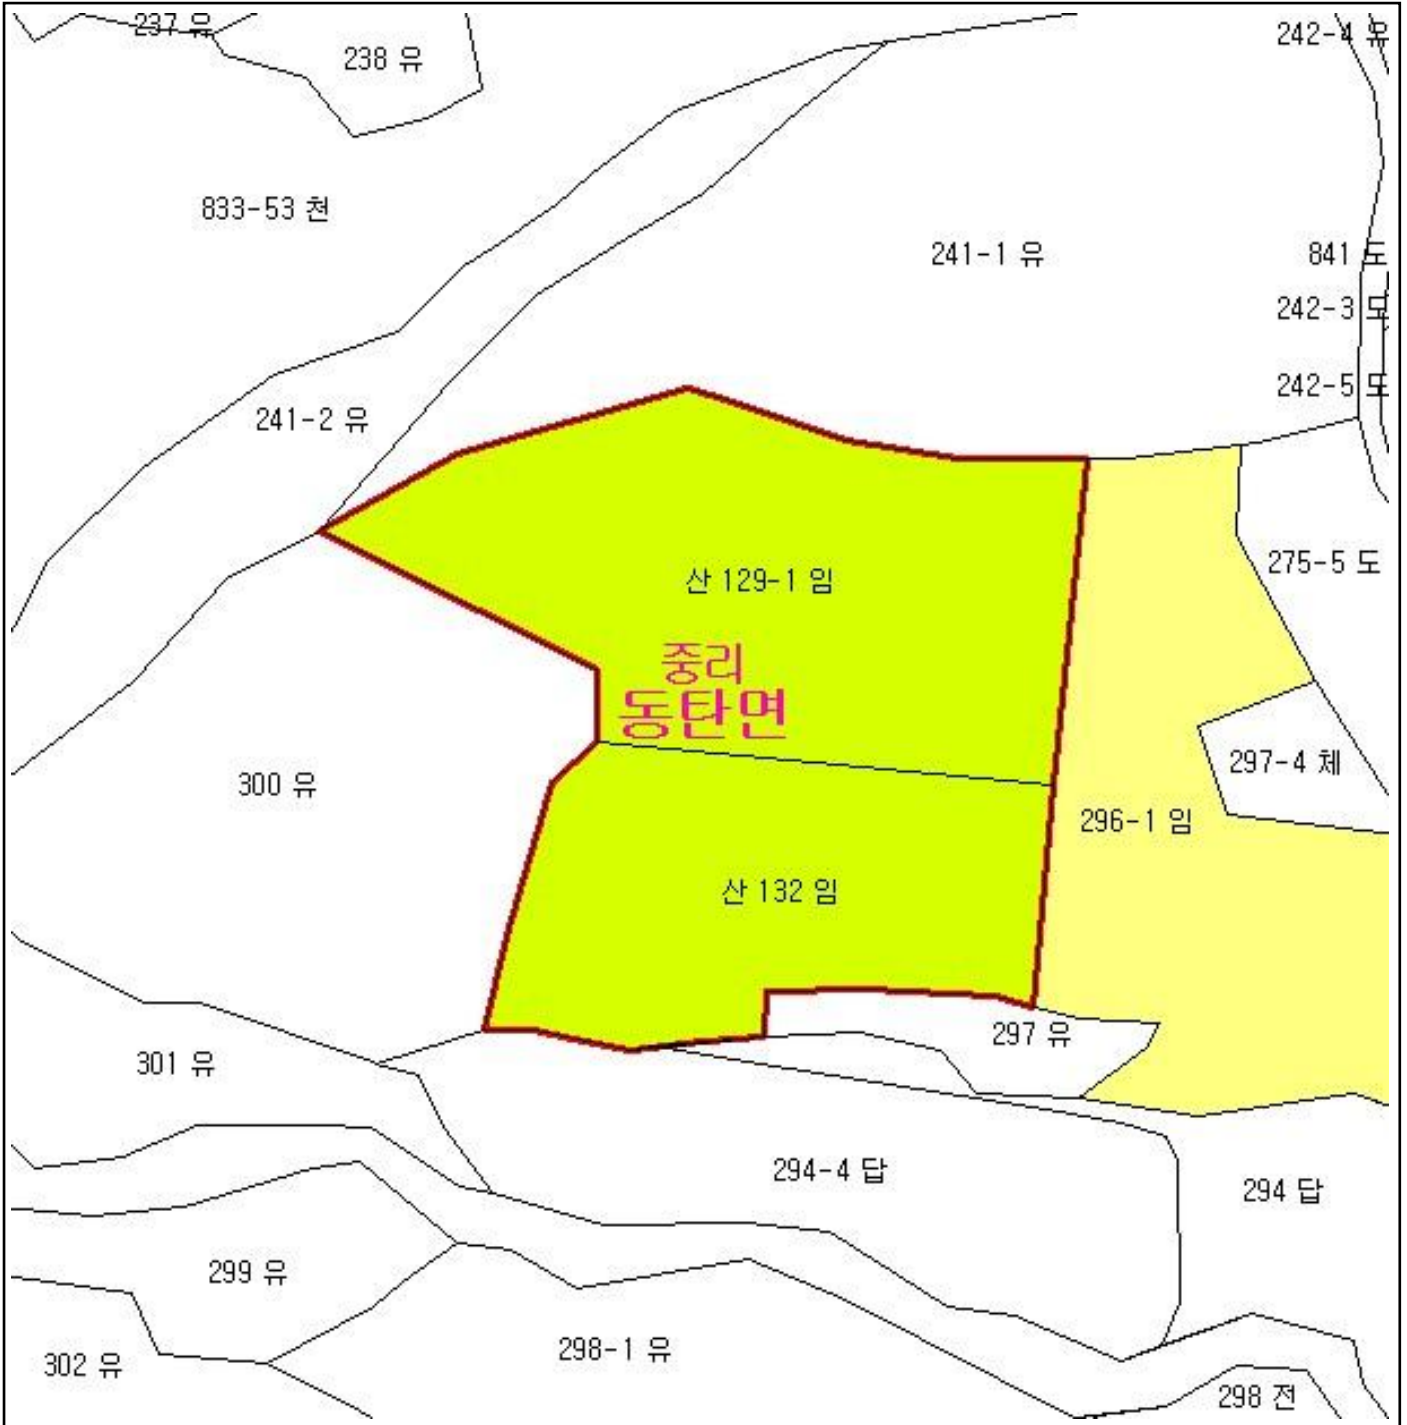 237 유
242-4 유
238 유
833-53 천
241-1 유
841 도
242-3 도
242-5 도
241-2 유
275-5 도
산 129-1 임
중리
동탄면
297-4 체
300 유
296-1 임
산 132 임
297 유
301 유
294-4 답
294 답
299 유
298-1 유
302 유
298 전